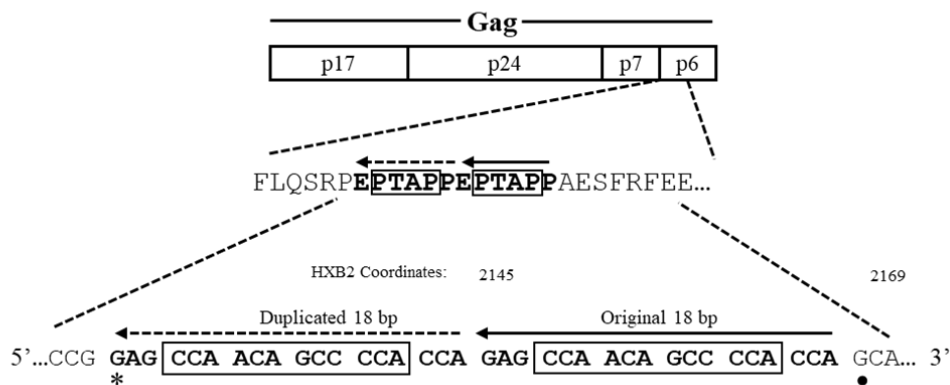 Gag
p17 p24 p7 p6
FLQSRPEPTAPPEPTAPPAESFRFEE...
HXB2 Coordinates: 2145 2169
Duplicated 18 bp Original 18 bp
5’...CCG GAG CCA ACA GCC CCA CCA GAG CCA ACA GCC CCA CCA GCA... 3’
* •